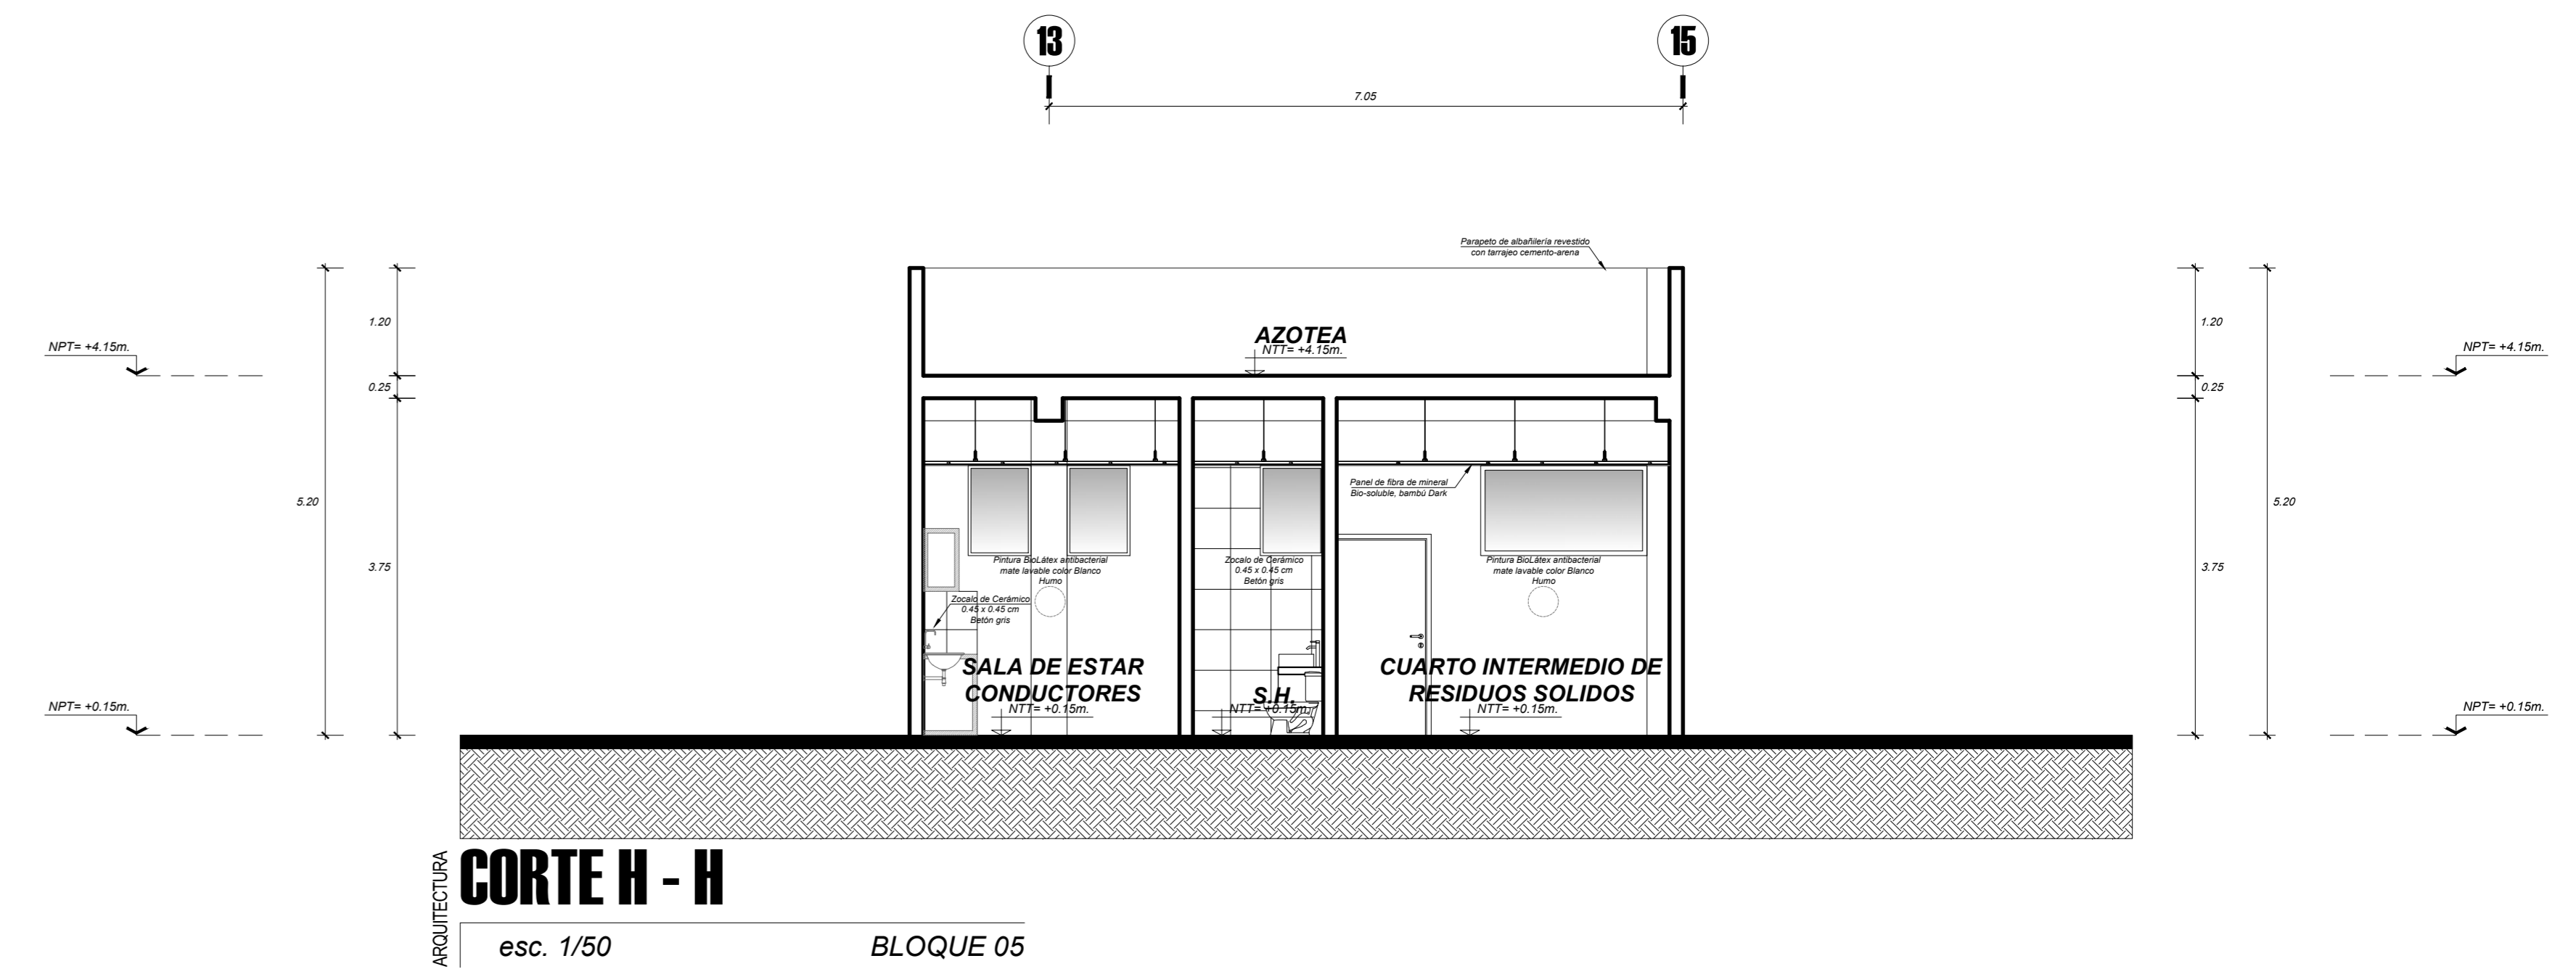 13
15
7.05
Parapeto de albañilería revestido
con tarrajeo cemento-arena
1.20
1.20
AZOTEA
NTT= +4.15m.
NPT= +4.15m.
NPT= +4.15m.
0.25
0.25
Panel de fibra de mineral
Bio-soluble, bambú Dark
5.20
5.20
3.75
3.75
Pintura BioLátex antibacterial
mate lavable color Blanco
Humo
Zocalo de Cerámico
0.45 x 0.45 cm
Betón gris
Pintura BioLátex antibacterial
mate lavable color Blanco
Humo
Zocalo de Cerámico
0.45 x 0.45 cm
Betón gris
SALA DE ESTAR
CONDUCTORES
NTT= +0.15m.
S.H.
NTT= +0.15m.
CUARTO INTERMEDIO DE
RESIDUOS SOLIDOS
NTT= +0.15m.
NPT= +0.15m.
NPT= +0.15m.
ARQUITECTURA
CORTE H - H
esc. 1/50
BLOQUE 05